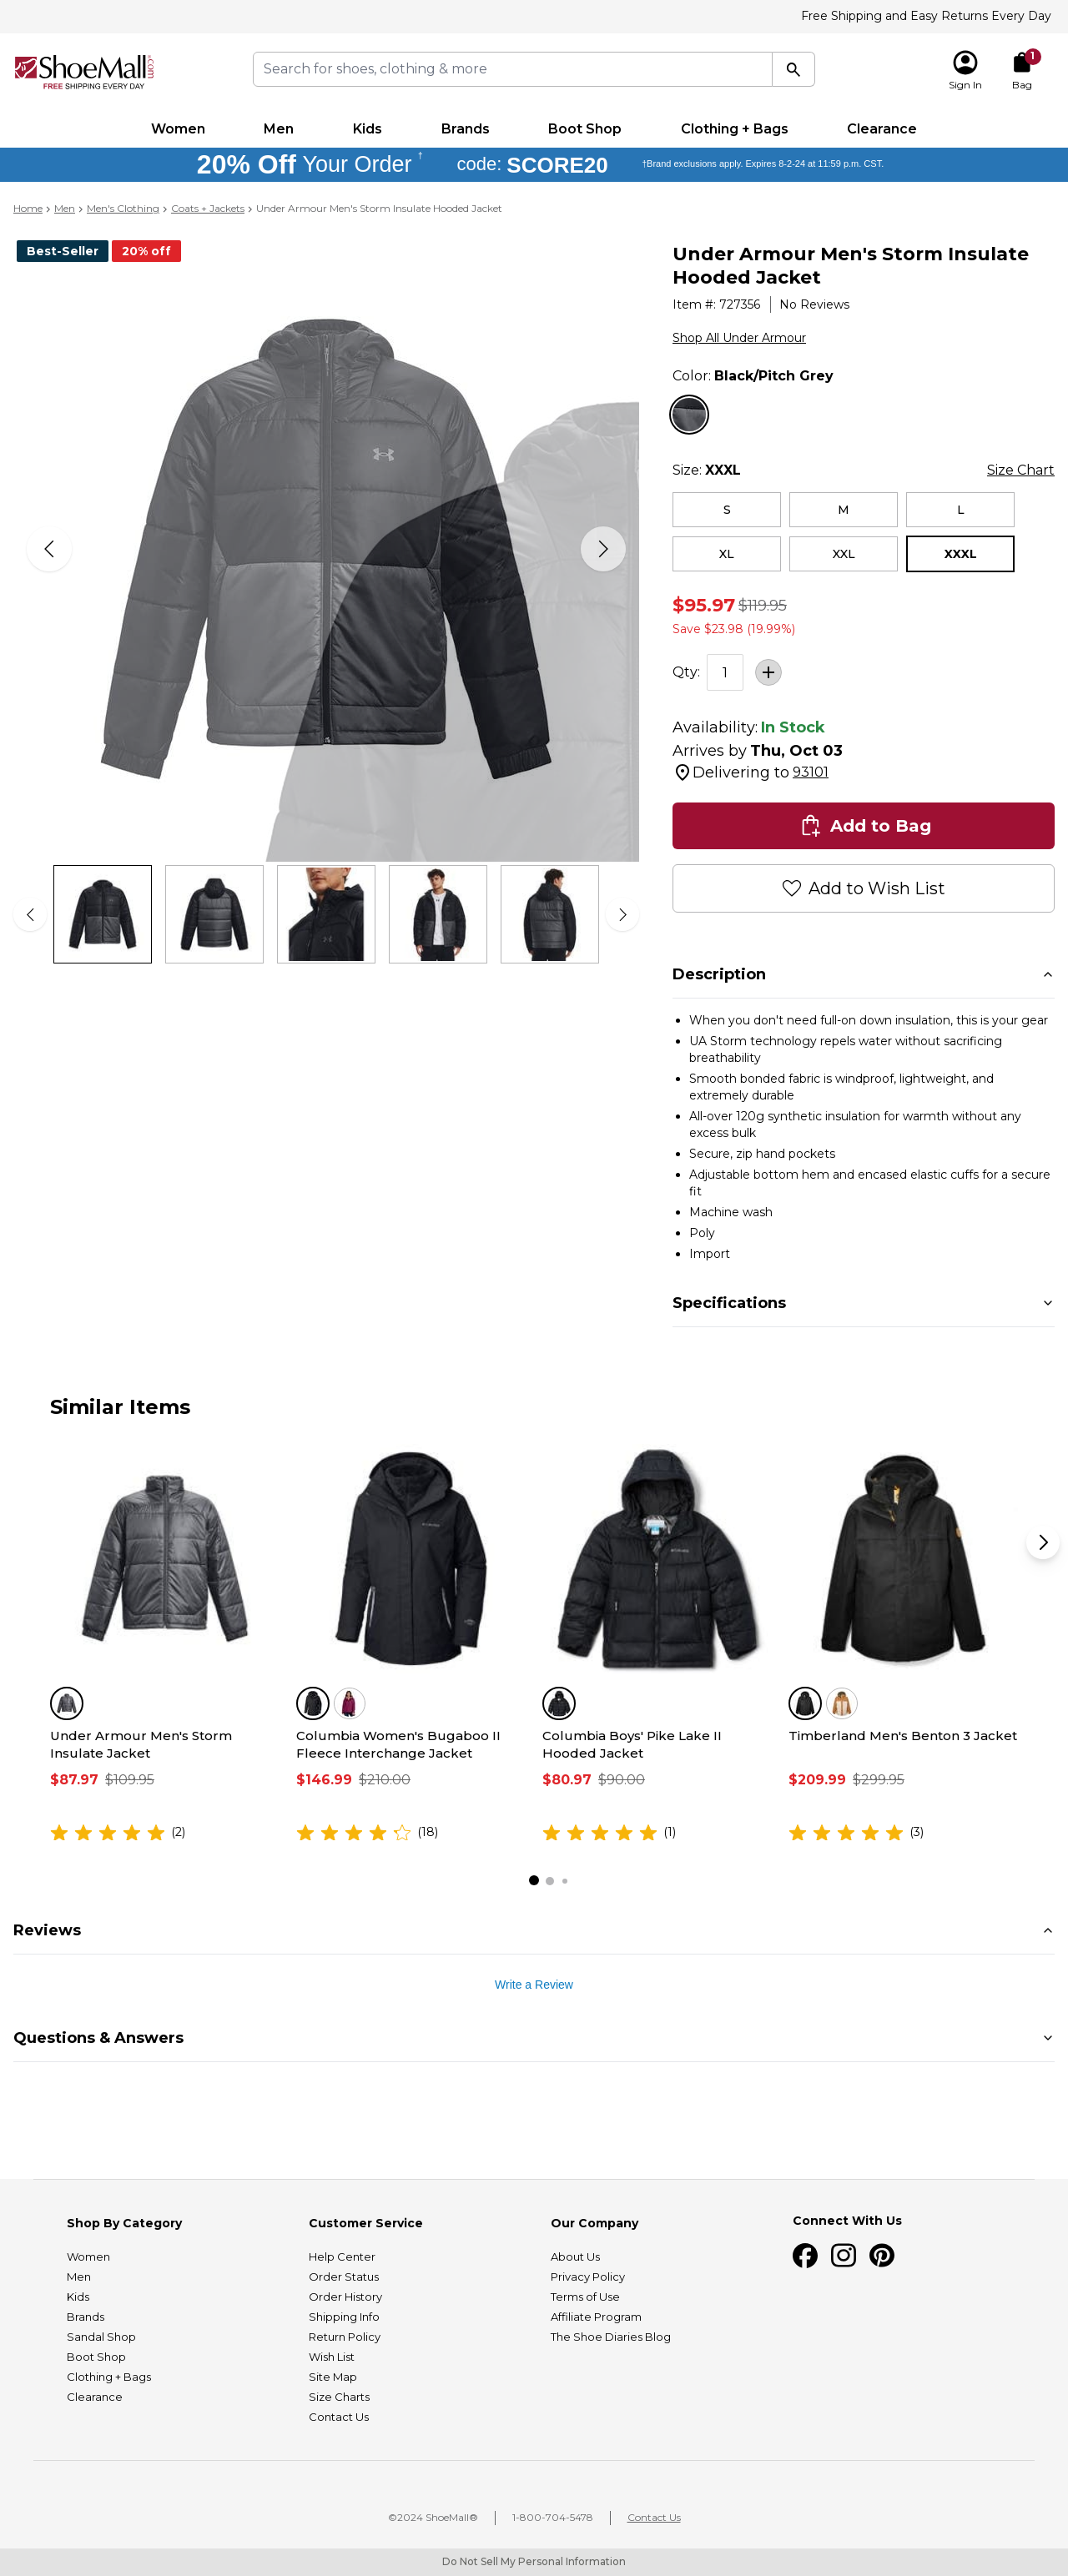 Free Shipping and Easy Returns Every Day
ShoeMall.com
FREE SHIPPING EVERY DAY
Search for shoes, clothing & more
Sign In
1
Bag
Women Men Kids Brands Boot Shop Clothing + Bags Clearance
20% Off Your Order † code: SCORE20 †Brand exclusions apply. Expires 8-2-24 at 11:59 p.m. CST.
Home > Men > Men's Clothing > Coats + Jackets > Under Armour Men's Storm Insulate Hooded Jacket
Best-Seller 20% off
Under Armour Men's Storm Insulate
Hooded Jacket
Item #: 727356 | No Reviews
Shop All Under Armour
Color: Black/Pitch Grey
Size: XXXL Size Chart
S M L
XL XXL XXXL
$95.97 $119.95
Save $23.98 (19.99%)
Qty: 1 +
Availability: In Stock
Arrives by Thu, Oct 03
Delivering to 93101
Add to Bag
Add to Wish List
Description
• When you don't need full-on down insulation, this is your gear
• UA Storm technology repels water without sacrificing
breathability
• Smooth bonded fabric is windproof, lightweight, and
extremely durable
• All-over 120g synthetic insulation for warmth without any
excess bulk
• Secure, zip hand pockets
• Adjustable bottom hem and encased elastic cuffs for a secure
fit
• Machine wash
• Poly
• Import
Specifications
Similar Items
Under Armour Men's Storm
Insulate Jacket
$87.97 $109.95
(2)
Columbia Women's Bugaboo II
Fleece Interchange Jacket
$146.99 $210.00
(18)
Columbia Boys' Pike Lake II
Hooded Jacket
$80.97 $90.00
(1)
Timberland Men's Benton 3 Jacket
$209.99 $299.95
(3)
Reviews
Write a Review
Questions & Answers
Shop By Category
Women
Men
Kids
Brands
Sandal Shop
Boot Shop
Clothing + Bags
Clearance
Customer Service
Help Center
Order Status
Order History
Shipping Info
Return Policy
Wish List
Site Map
Size Charts
Contact Us
Our Company
About Us
Privacy Policy
Terms of Use
Affiliate Program
The Shoe Diaries Blog
Connect With Us
©2024 ShoeMall® | 1-800-704-5478 | Contact Us
Do Not Sell My Personal Information